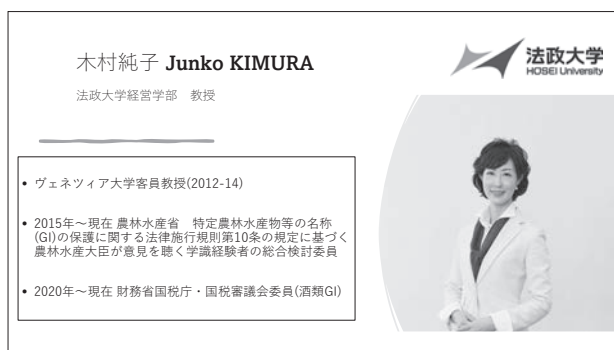 木村純子 Junko KIMURA
法政大学経営学部　教授
法政大学
HOSEI University
• ヴェネツィア大学客員教授(2012-14)
• 2015年～現在 農林水産省　特定農林水産物等の名称
(GI)の保護に関する法律施行規則第10条の規定に基づく
農林水産大臣が意見を聴く学識経験者の総合検討委員
• 2020年～現在 財務省国税庁・国税審議会委員(酒類GI)